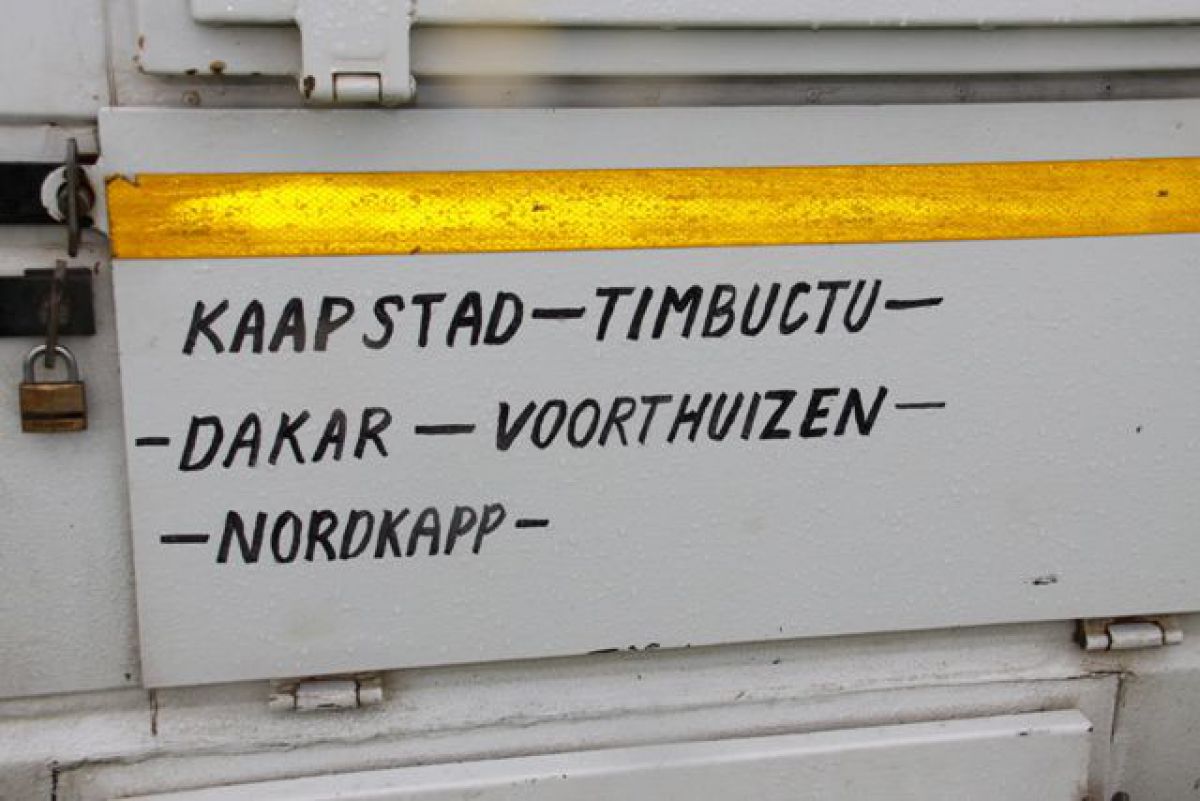 KAAPSTAD—TIMBUCTU—
-DAKAR — VOORTHUIZEN—
—NORDKAPP-